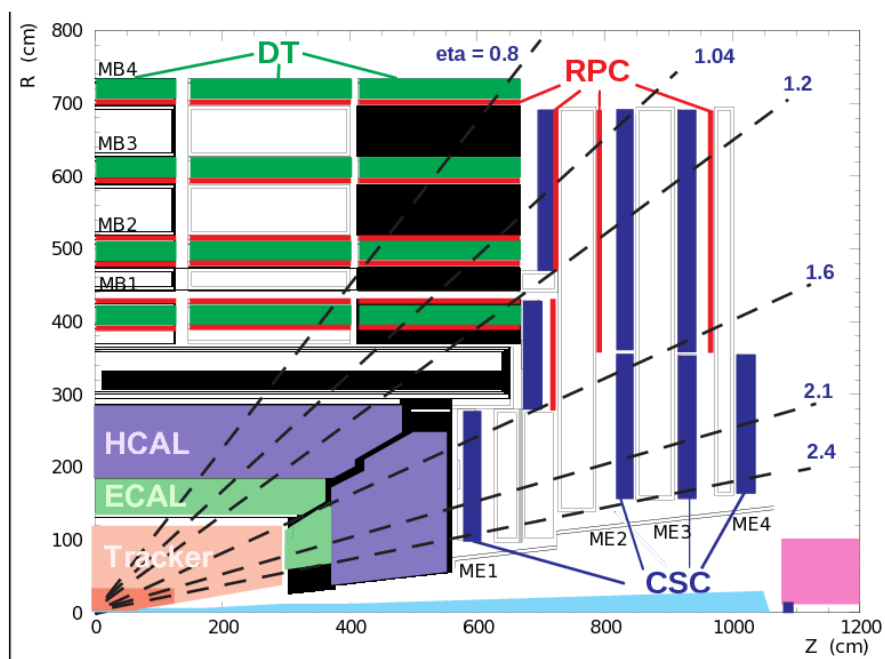 800
R (cm)
MB4
DT
eta = 0.8
1.04
RPC
1.2
700
MB3
600
MB2
500
MB1
1.6
400
300
2.1
HCAL
2.4
200
ECAL
100
Tracker
ME1
ME2
ME3
ME4
CSC
0
0
200
400
600
800
1000
1200
Z (cm)